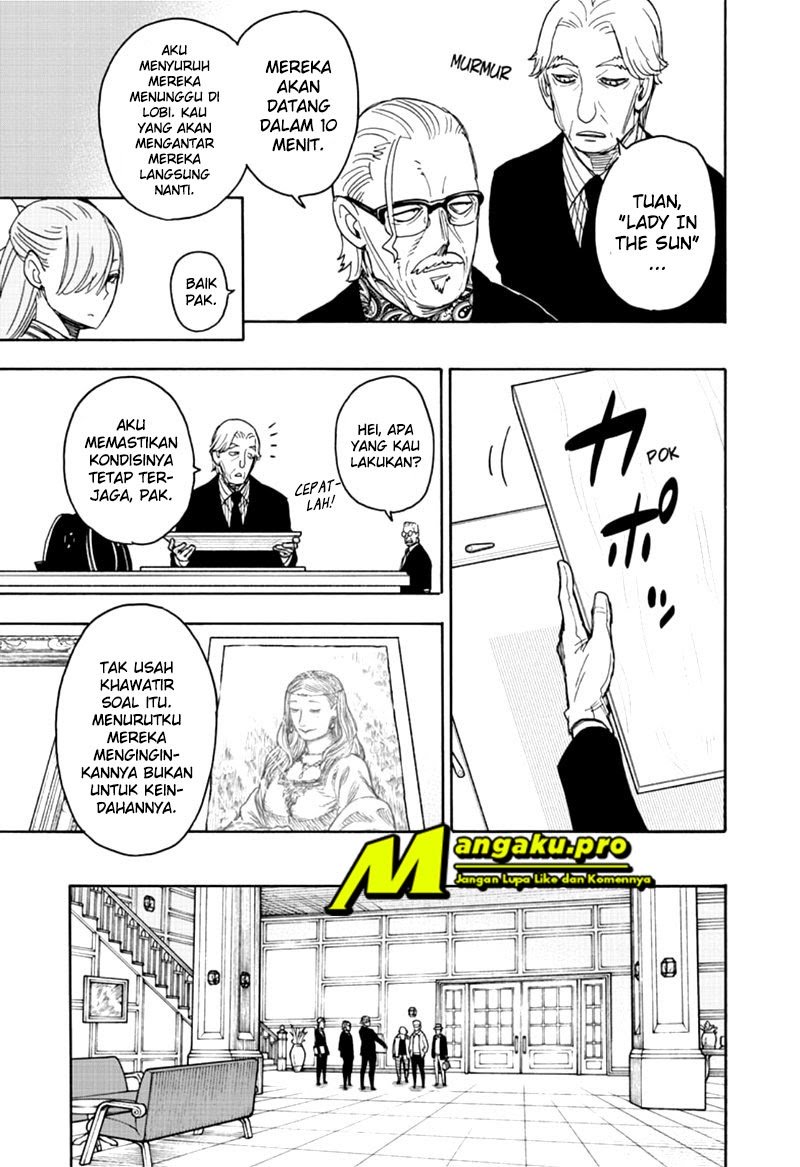 TUAN,
"LADY IN
THE SUN"
...
MURMUR
MEREKA
AKAN
DATANG
DALAM 10
MENIT.
AKU
MENYURUH
MEREKA
MENUNGGU DI
LOBI. KAU
YANG AKAN
MENGANTAR
MEREKA
LANGSUNG
NANTI.
BAIK
PAK.
カポッ
POK
HEI, APA
YANG KAU
LAKUKAN?
CEPAT-
LAH!
AKU
MEMASTIKAN
KONDISINYA
TETAP TER-
JAGA, PAK.
TAK USAH
KHAWATIR
SOAL ITU.
MENURUTKU
MEREKA
MENGINGIN-
KANNYA BUKAN
UNTUK KEIN-
DAHANNYA.
Mangaku.pro
Jangan Lupa Like dan Komennya